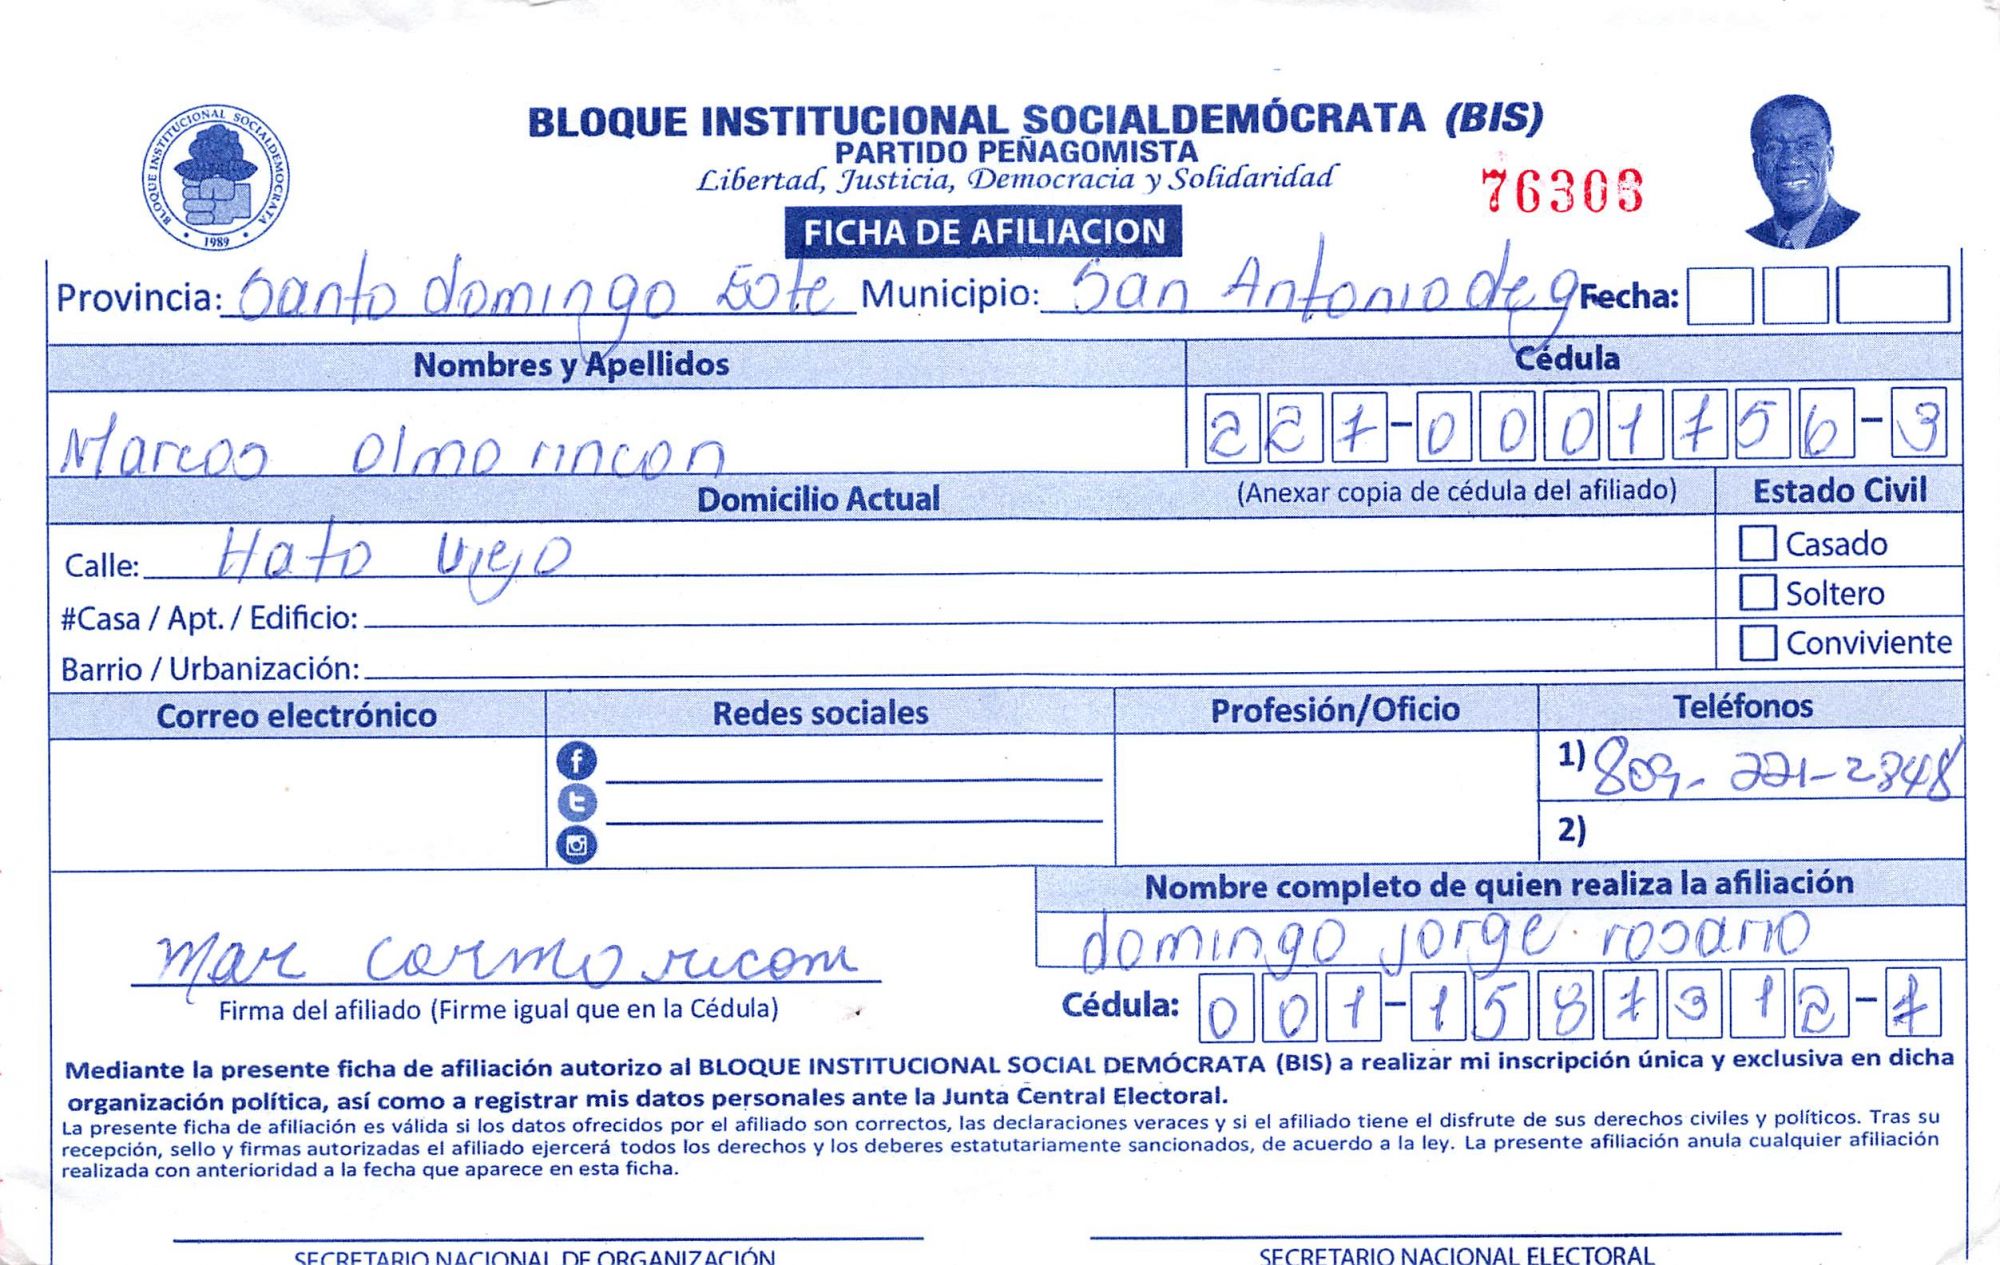 BLOQUE INSTITUCIONAL SOCIALDEMOCRATA
1989
BLOQUE INSTITUCIONAL SOCIALDEMÓCRATA (BIS)
PARTIDO PEÑAGOMISTA
Libertad, Justicia, Democracia y Solidaridad
76303
FICHA DE AFILIACION
Provincia: Santo domingo Este Municipio: San Antonio de g Fecha:
Nombres y Apellidos Cédula
Marcos olmo rincon 227-0001756-3
Domicilio Actual (Anexar copia de cédula del afiliado) Estado Civil
Calle: Hato Viejo Casado
#Casa / Apt. / Edificio: Soltero
Barrio / Urbanización: Conviviente
Correo electrónico Redes sociales Profesión/Oficio Teléfonos
1) 809-221-2848
2)
Nombre completo de quien realiza la afiliación
domingo jorge rosario
Mar carmo ricom
Firma del afiliado (Firme igual que en la Cédula) Cédula: 001-1587312-7
Mediante la presente ficha de afiliación autorizo al BLOQUE INSTITUCIONAL SOCIAL DEMÓCRATA (BIS) a realizar mi inscripción única y exclusiva en dicha
organización política, así como a registrar mis datos personales ante la Junta Central Electoral.
La presente ficha de afiliación es válida si los datos ofrecidos por el afiliado son correctos, las declaraciones veraces y si el afiliado tiene el disfrute de sus derechos civiles y políticos. Tras su
recepción, sello y firmas autorizadas el afiliado ejercerá todos los derechos y los deberes estatutariamente sancionados, de acuerdo a la ley. La presente afiliación anula cualquier afiliación
realizada con anterioridad a la fecha que aparece en esta ficha.
SECRETARIO NACIONAL DE ORGANIZACIÓN SECRETARIO NACIONAL ELECTORAL